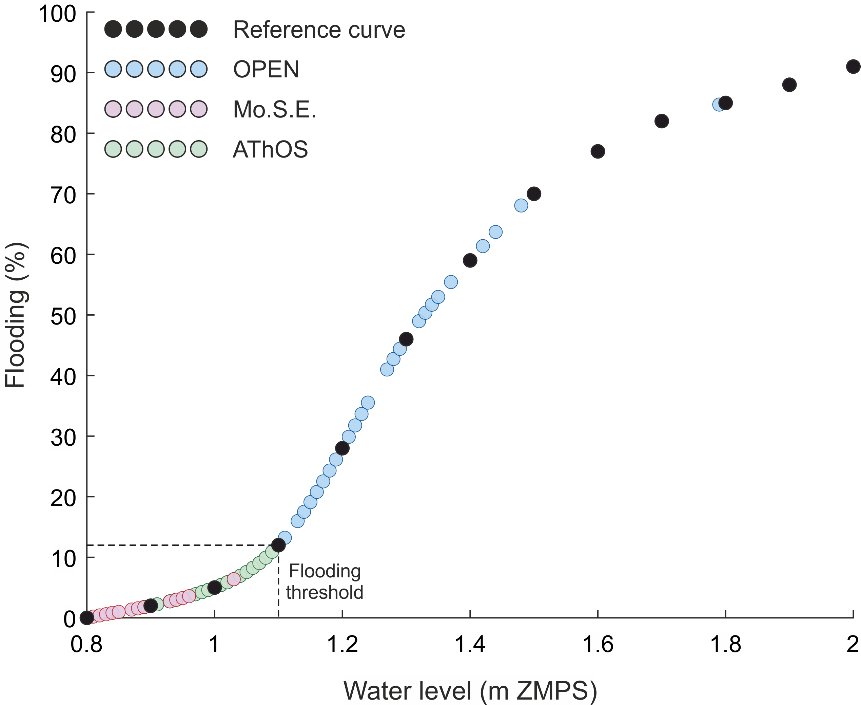 100
90
80
70
60
50
40
30
20
10
0
Flooding (%)
Reference curve
OPEN
Mo.S.E.
AThOS
Flooding
threshold
0.8
1
1.2
1.4
1.6
1.8
2
Water level (m ZMPS)